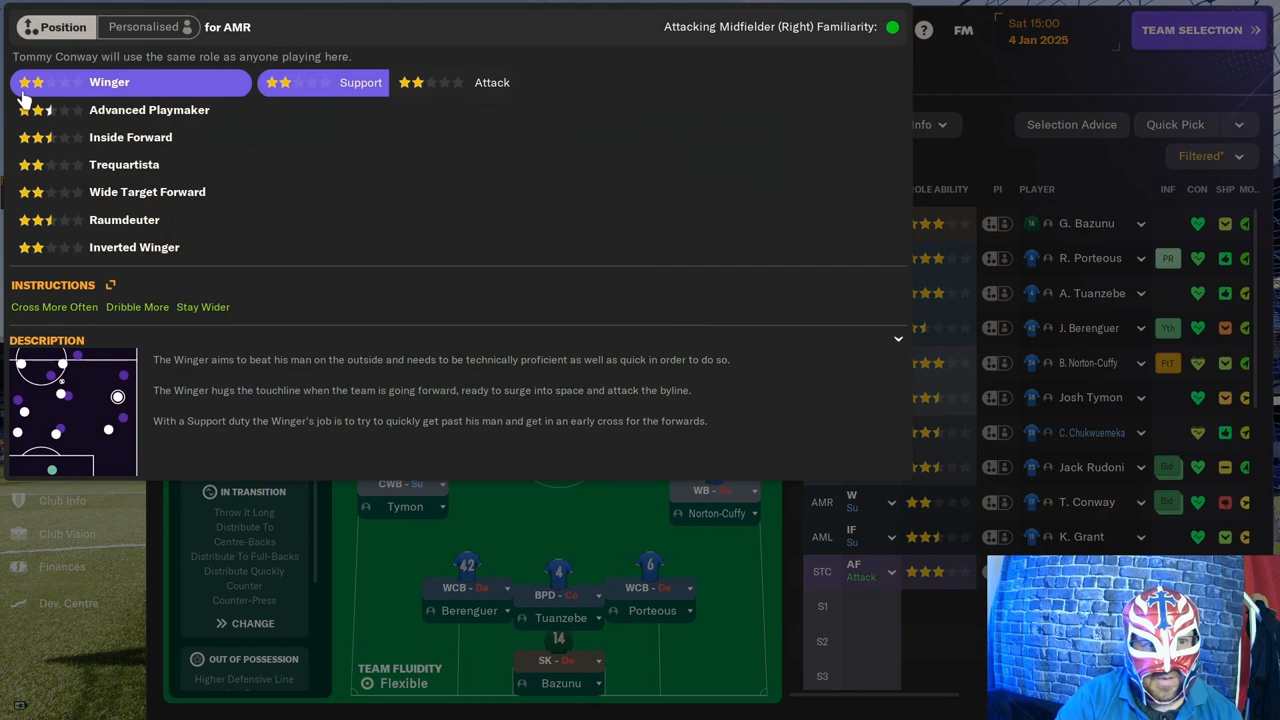 Position
Personalised
for AMR
Attacking Midfielder (Right) Familiarity:
?
FM
Sat 15:00
4 Jan 2025
TEAM SELECTION
Tommy Conway will use the same role as anyone playing here.
Winger
Support
Attack
Advanced Playmaker
Inside Forward
Trequartista
Wide Target Forward
Raumdeuter
Inverted Winger
INSTRUCTIONS
Cross More Often Dribble More Stay Wider
DESCRIPTION
The Winger aims to beat his man on the outside and needs to be technically proficient as well as quick in order to do so.
The Winger hugs the touchline when the team is going forward, ready to surge into space and attack the byline.
With a Support duty the Winger's job is to try to quickly get past his man and get in an early cross for the forwards.
Info
Selection Advice
Quick Pick
Filtered*
OLE ABILITY PI PLAYER INF CON SHP MO...
G. Bazunu
R. Porteous PR
A. Tuanzebe
J. Berenguer Yth
B. Norton-Cuffy FtT
Josh Tymon
C. Chukwuemeka
Jack Rudoni Bid
AMR W Su T. Conway Bid
AML IF Su K. Grant
STC AF Attack
S1
S2
S3
Club Info
Club Vision
Finances
Dev. Centre
IN TRANSITION
Throw It Long
Distribute To
Centre-Backs
Distribute To Full-Backs
Distribute Quickly
Counter
Counter-Press
CHANGE
OUT OF POSSESSION
Higher Defensive Line
CWB - Su
Tymon
WB -
Norton-Cuffy
42
WCB - De
Berenguer
4
BPD - Co
Tuanzebe
6
WCB - De
Porteous
14
SK - De
Bazunu
TEAM FLUIDITY
Flexible